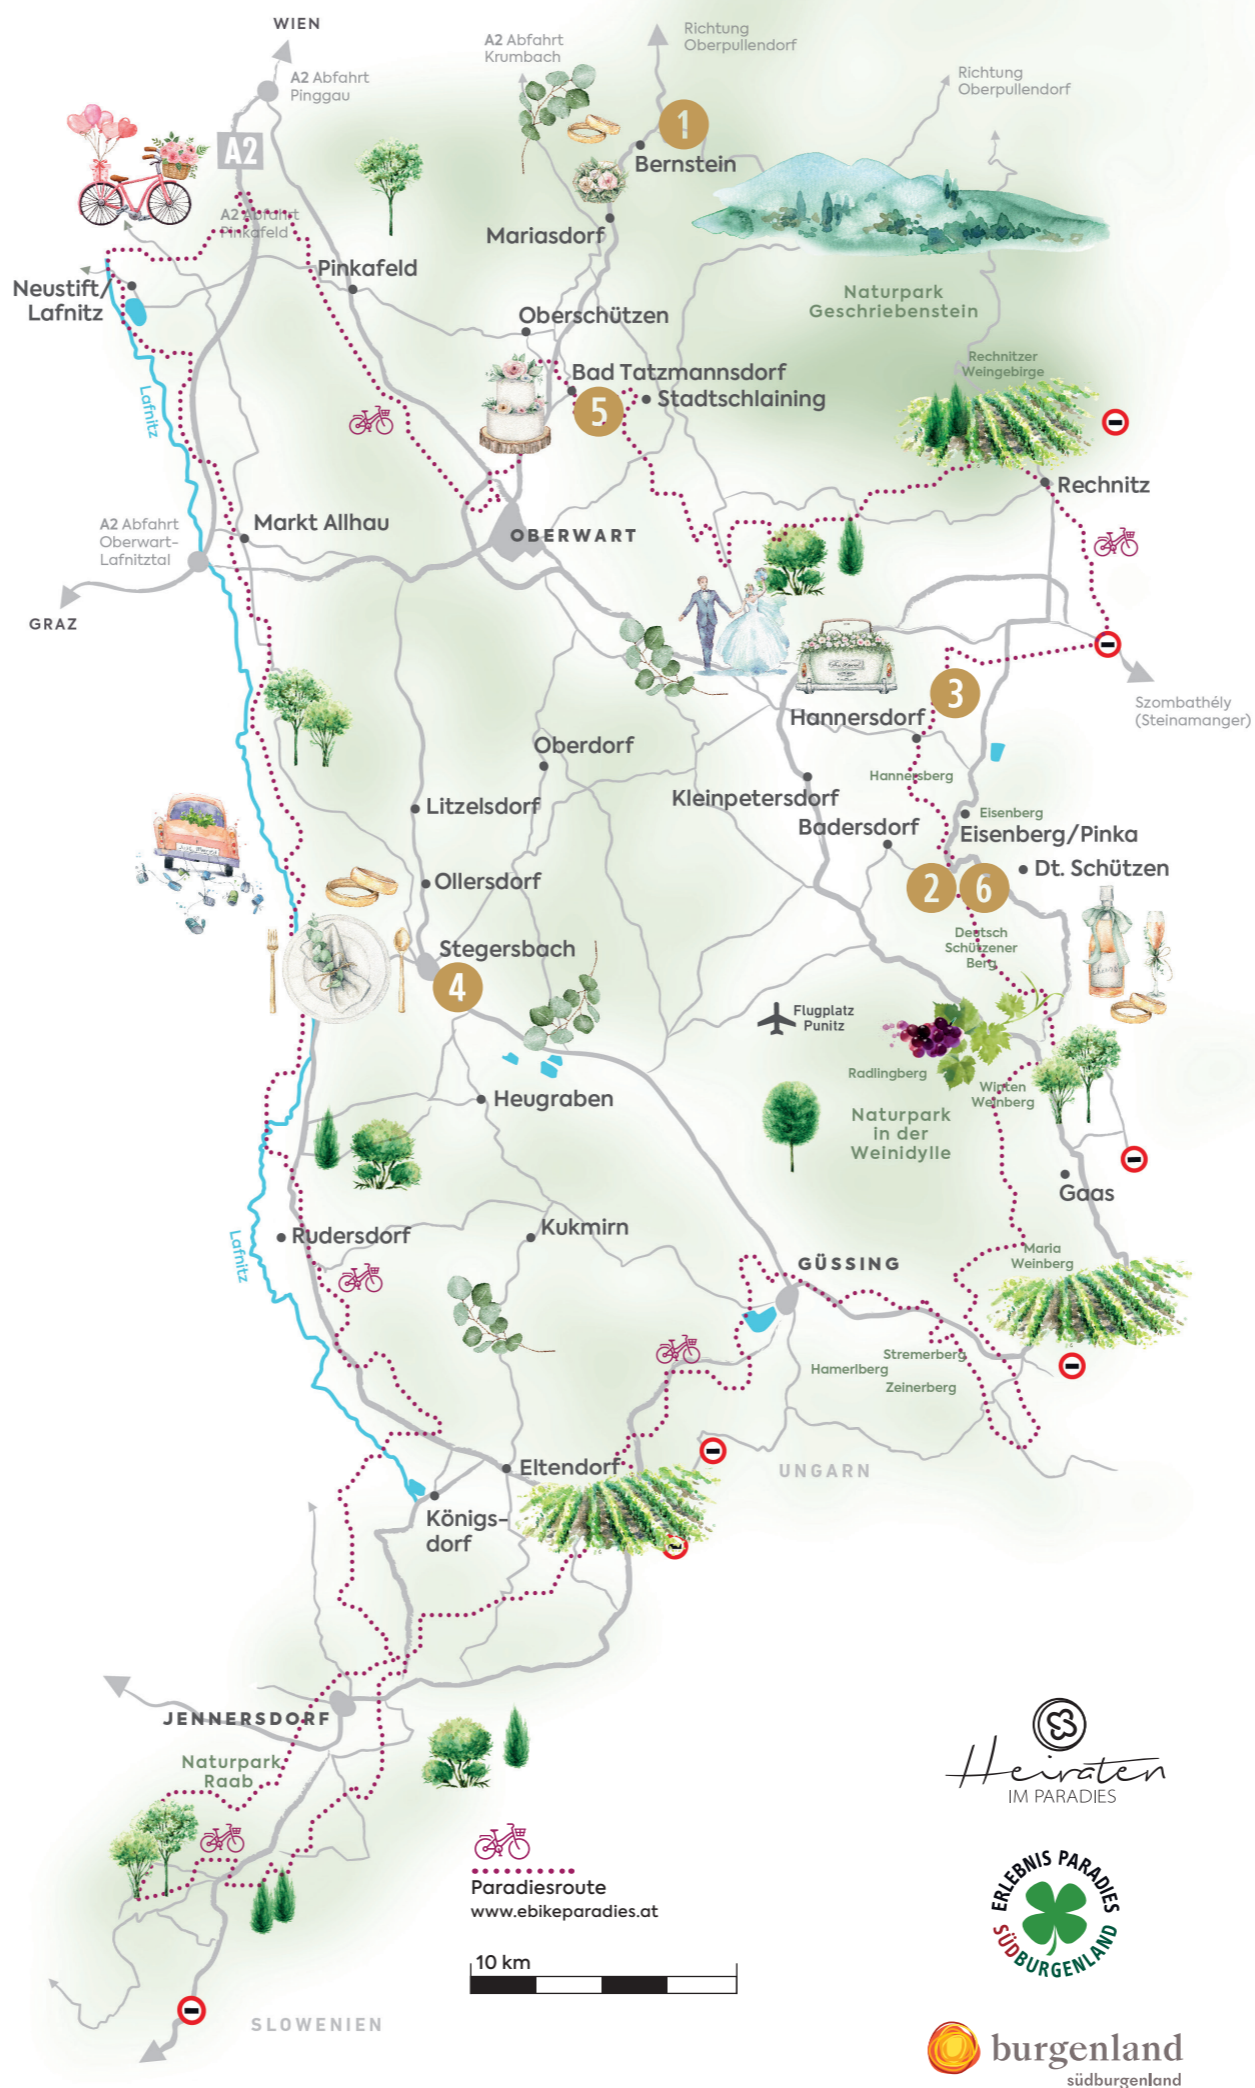 WIEN
A2 Abfahrt
Pinggau
A2 Abfahrt
Krumbach
Richtung
Oberpullendorf
Richtung
Oberpullendorf
A2
1
Bernstein
A2 Abfahrt
Pinkafeld
Mariasdorf
Pinkafeld
Neustift/
Lafnitz
Naturpark
Geschriebenstein
Oberschützen
Rechnitzer
Weingebirge
Bad Tatzmannsdorf
5
Stadtschlaining
Lafnitz
Rechnitz
A2 Abfahrt
Oberwart-
Lafnitztal
Markt Allhau
OBERWART
GRAZ
3
Szombathély
(Steinamanger)
Hannersdorf
Oberdorf
Hannersberg
Litzelsdorf
Kleinpetersdorf
Eisenberg
Badersdorf
Eisenberg/Pinka
Dt. Schützen
Ollersdorf
2
6
Deutsch
Schützener
Berg
Stegersbach
4
Flugplatz
Punitz
Radlingberg
Winten
Weinberg
Heugraben
Naturpark
in der
Weinidylle
Gaas
Rudersdorf
Kukmirn
Lafnitz
Maria
Weinberg
GÜSSING
Stremerberg
Hamerlberg
Zeinerberg
Eltendorf
UNGARN
Königs-
dorf
JENNERSDORF
Naturpark
Raab
Heiraten
IM PARADIES
ERLEBNIS PARADIES
SÜDBURGENLAND
Paradiesroute
www.ebikeparadies.at
10 km
SLOWENIEN
burgenland
südburgenland